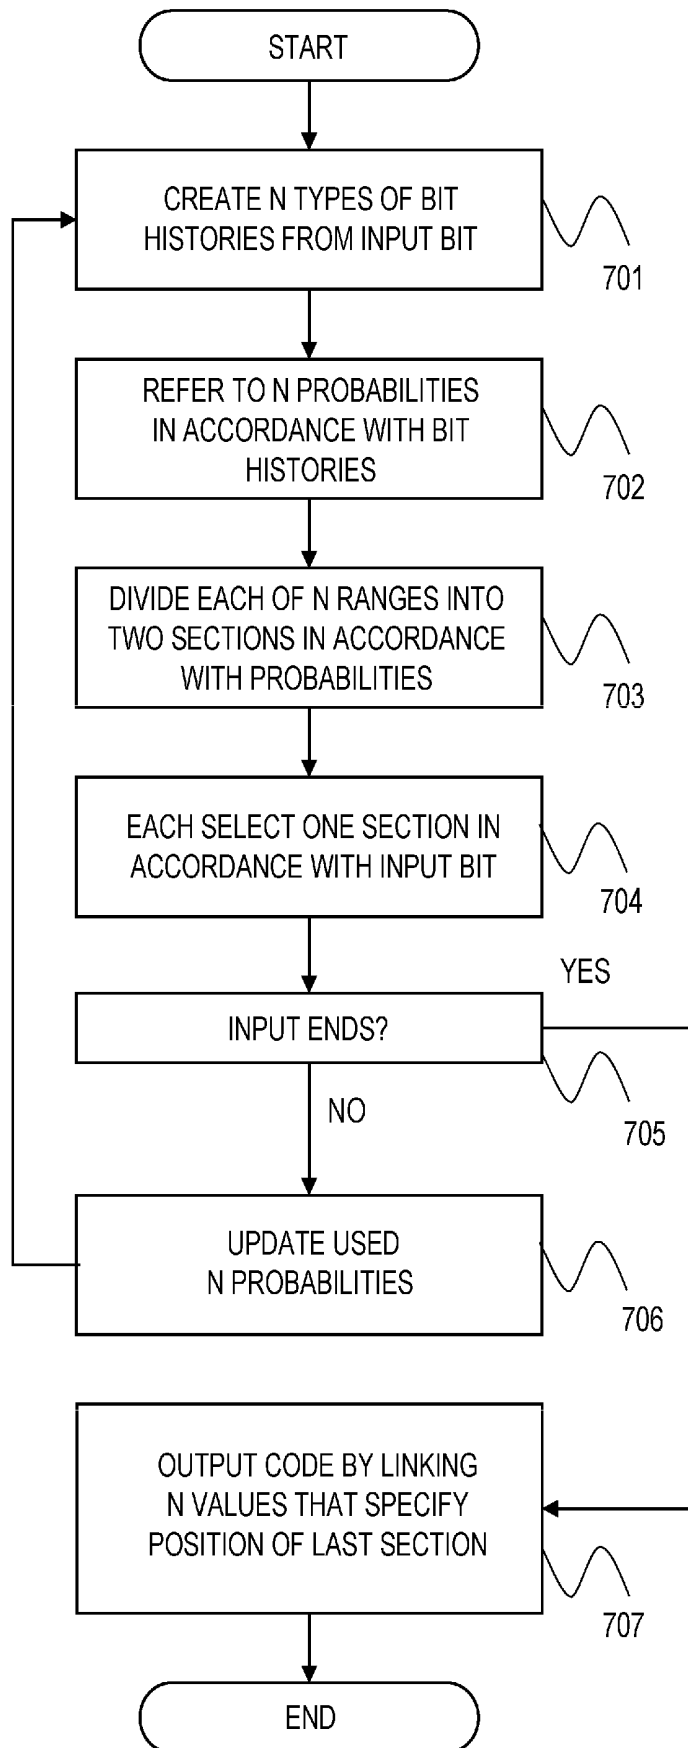 START
CREATE N TYPES OF BIT
HISTORIES FROM INPUT BIT
701
REFER TO N PROBABILITIES
IN ACCORDANCE WITH BIT
HISTORIES
702
DIVIDE EACH OF N RANGES INTO
TWO SECTIONS IN ACCORDANCE
WITH PROBABILITIES
703
EACH SELECT ONE SECTION IN
ACCORDANCE WITH INPUT BIT
704
YES
INPUT ENDS?
NO
705
UPDATE USED
N PROBABILITIES
706
OUTPUT CODE BY LINKING
N VALUES THAT SPECIFY
POSITION OF LAST SECTION
707
END